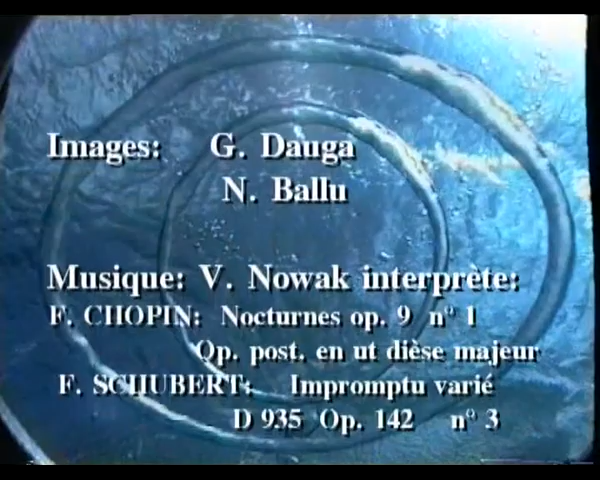 Images: G. Dauga
N. Ballu
Musique: V. Nowak interprète:
F. CHOPIN: Nocturnes op. 9 n° 1
Op. post. en ut dièse majeur
F. SCHUBERT: Impromptu varié
D 935 Op. 142 n° 3